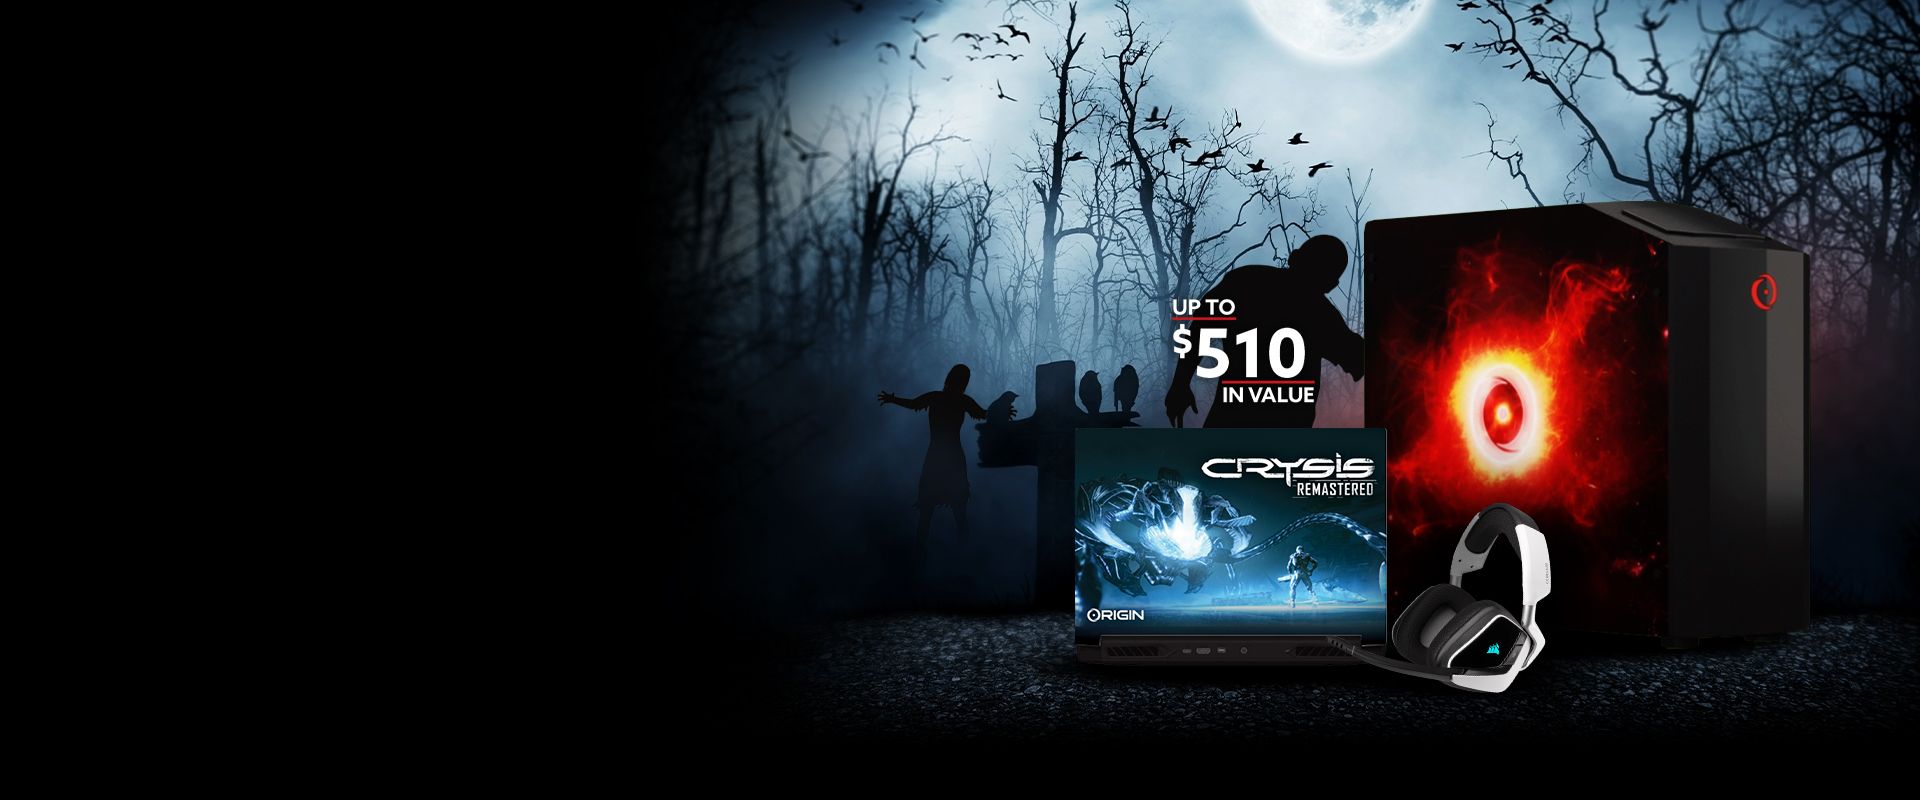 UP TO
$510
IN VALUE
CRYSIS
REMASTERED
ORIGIN